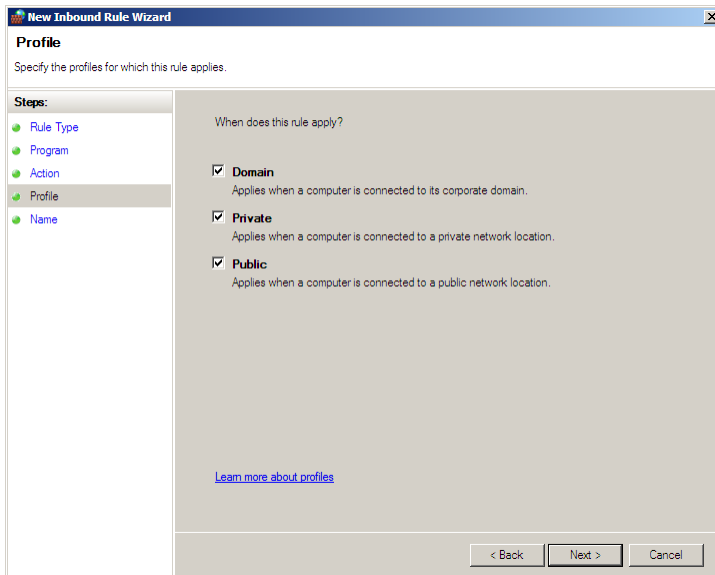 New Inbound Rule Wizard
Profile
Specify the profiles for which this rule applies.
Steps:
Rule Type
Program
Action
Profile
Name
When does this rule apply?
Domain
Applies when a computer is connected to its corporate domain.
Private
Applies when a computer is connected to a private network location.
Public
Applies when a computer is connected to a public network location.
Learn more about profiles
< Back
Next >
Cancel